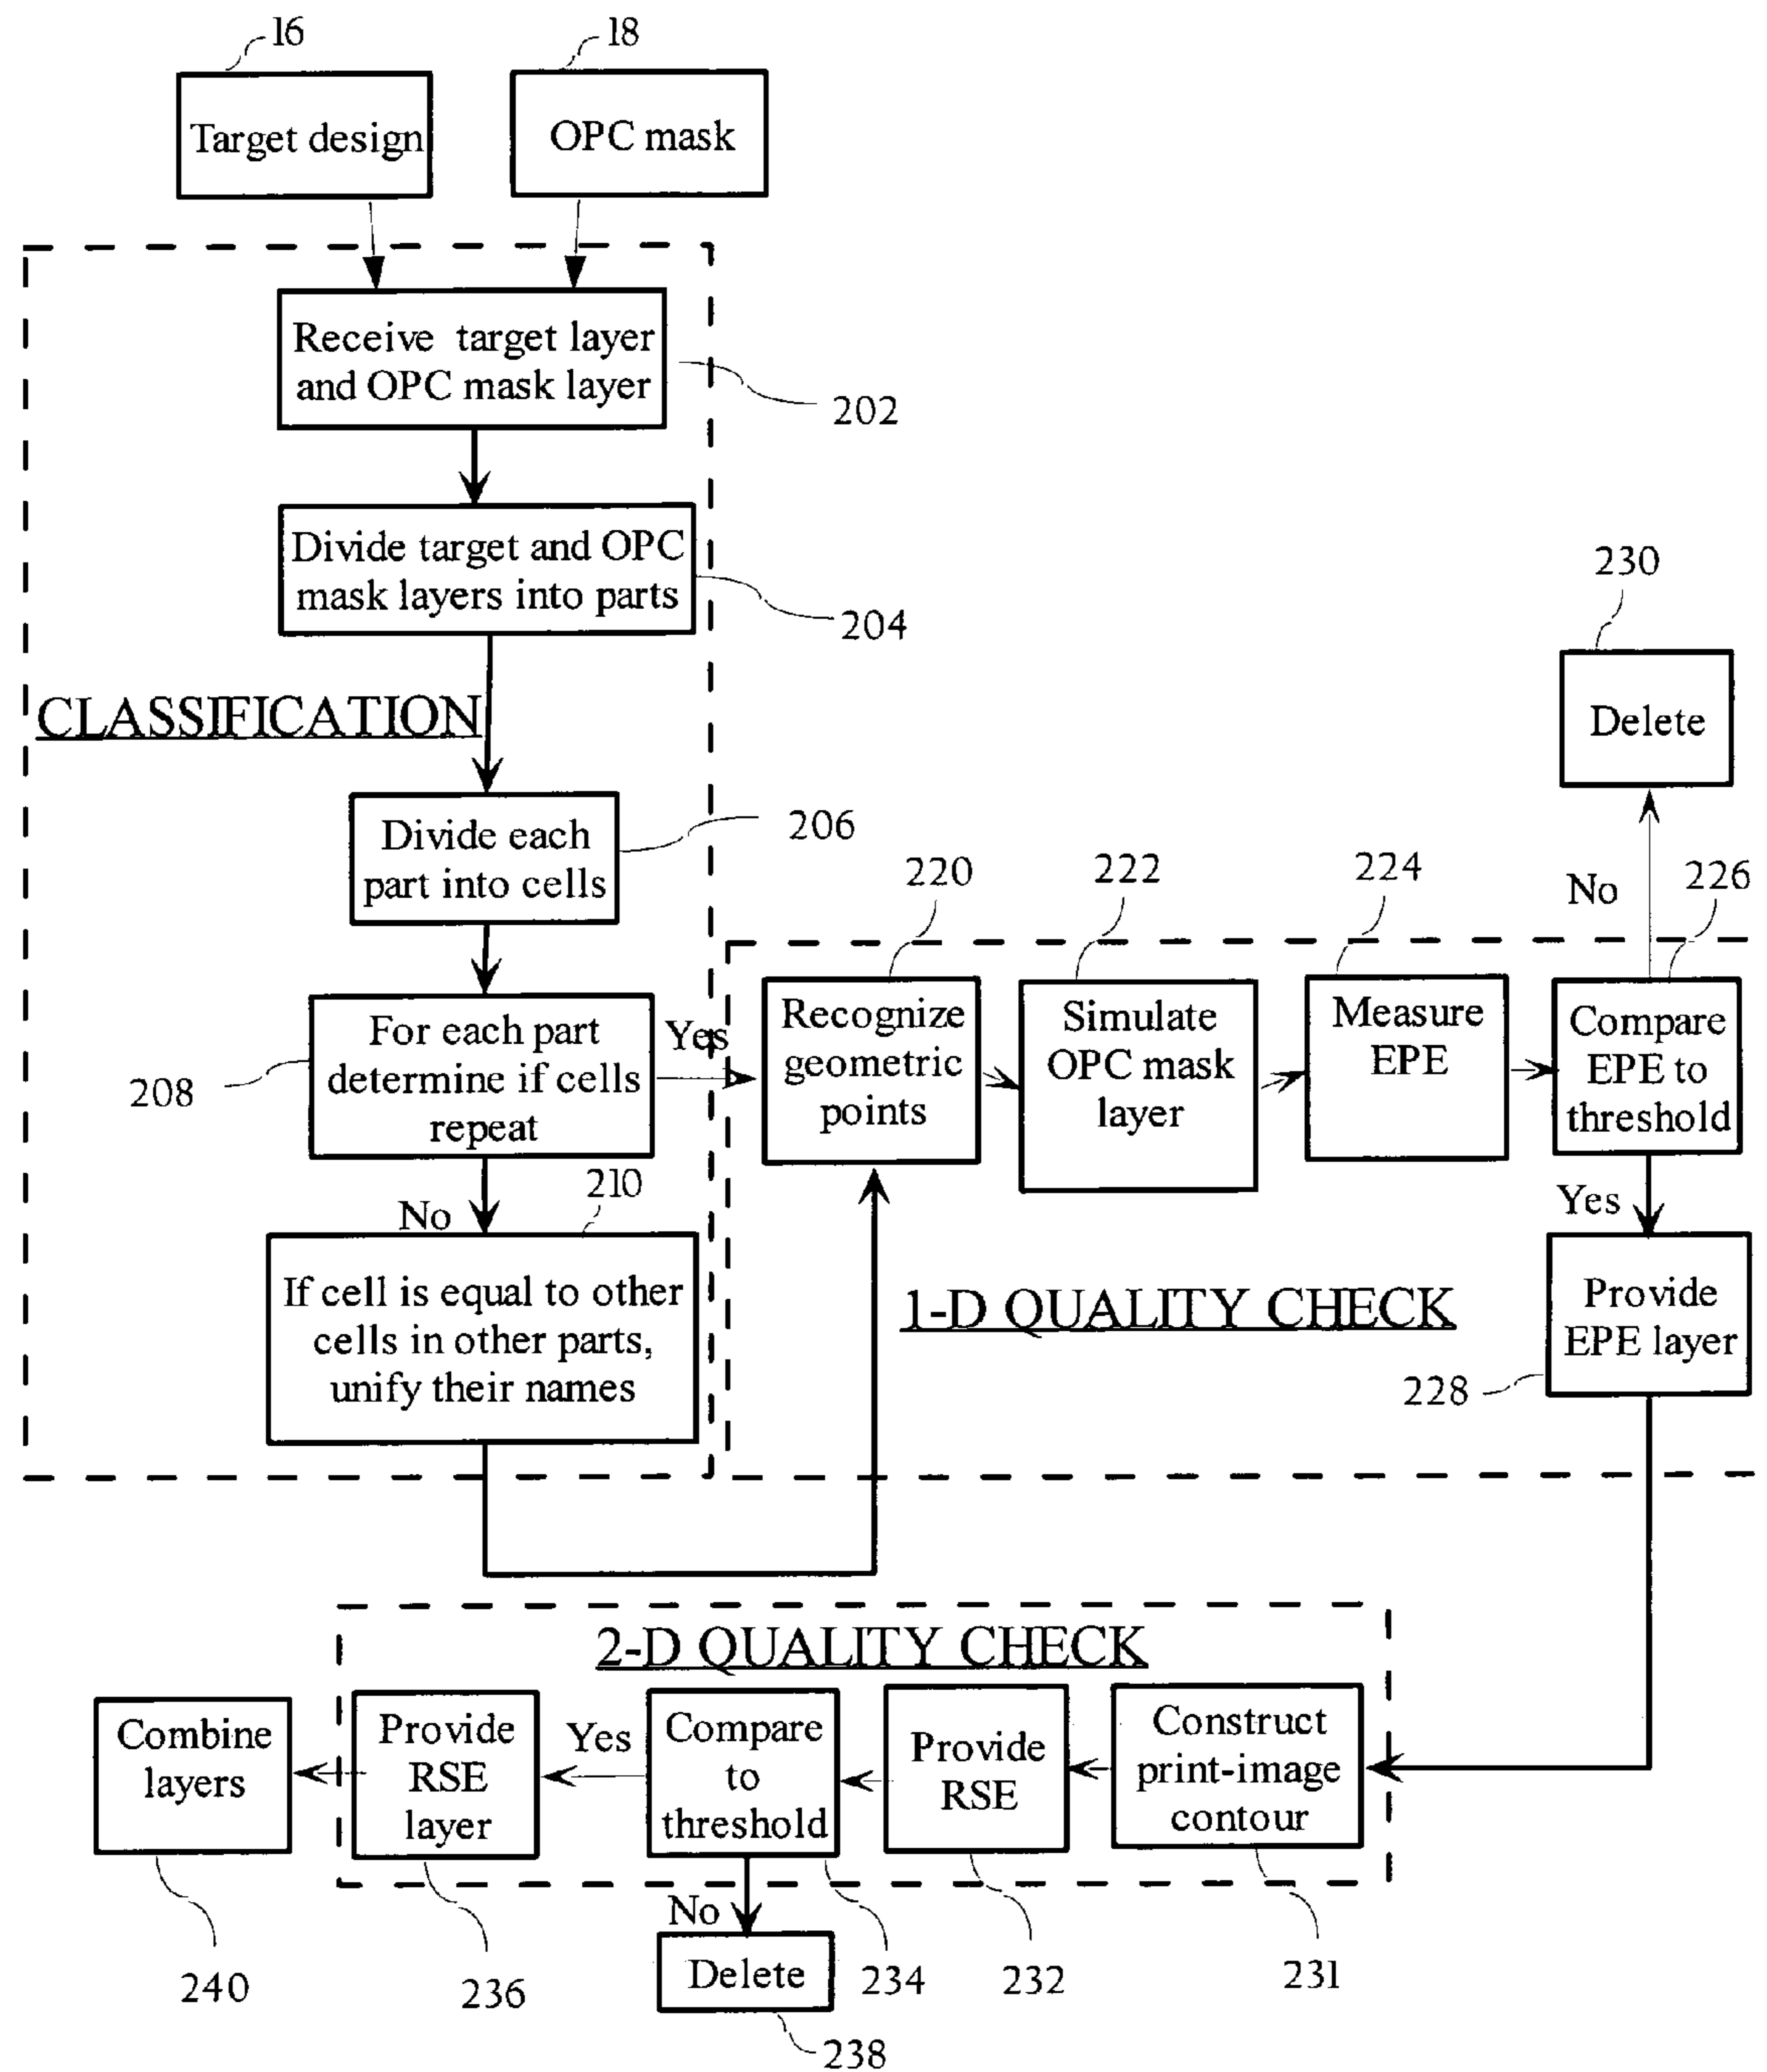 16
18
Target design
OPC mask
Receive target layer
and OPC mask layer
202
Divide target and OPC
mask layers into parts
204
CLASSIFICATION
Divide each
part into cells
206
For each part
determine if cells
repeat
208
Yes
No
210
If cell is equal to other
cells in other parts,
unify their names
220
Recognize
geometric
points
222
Simulate
OPC mask
layer
224
Measure
EPE
226
Compare
EPE to
threshold
No
230
Delete
Yes
Provide
EPE layer
228
1-D QUALITY CHECK
2-D QUALITY CHECK
Construct
print-image
contour
231
Provide
RSE
232
Compare
to
threshold
234
Yes
Provide
RSE
layer
236
Combine
layers
240
No
Delete
238